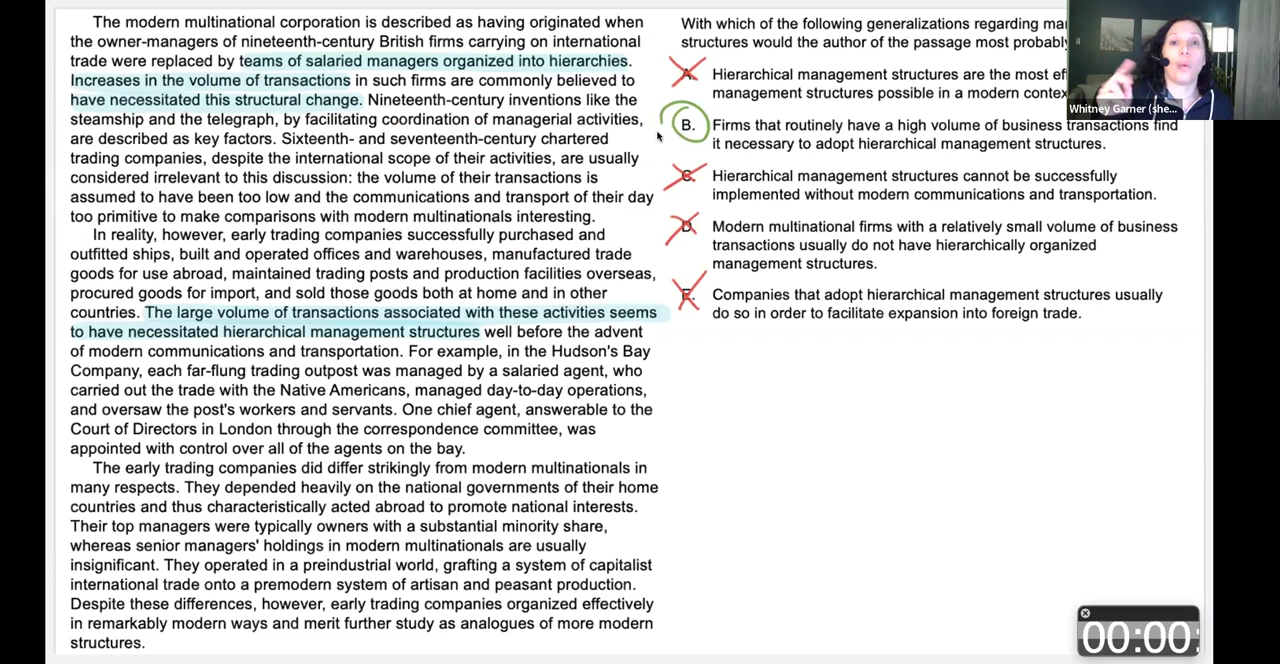 The modern multinational corporation is described as having originated when
the owner-managers of nineteenth-century British firms carrying on international
trade were replaced by teams of salaried managers organized into hierarchies.
Increases in the volume of transactions in such firms are commonly believed to
have necessitated this structural change. Nineteenth-century inventions like the
steamship and the telegraph, by facilitating coordination of managerial activities,
are described as key factors. Sixteenth- and seventeenth-century chartered
trading companies, despite the international scope of their activities, are usually
considered irrelevant to this discussion: the volume of their transactions is
assumed to have been too low and the communications and transport of their day
too primitive to make comparisons with modern multinationals interesting.
In reality, however, early trading companies successfully purchased and
outfitted ships, built and operated offices and warehouses, manufactured trade
goods for use abroad, maintained trading posts and production facilities overseas,
procured goods for import, and sold those goods both at home and in other
countries. The large volume of transactions associated with these activities seems
to have necessitated hierarchical management structures well before the advent
of modern communications and transportation. For example, in the Hudson's Bay
Company, each far-flung trading outpost was managed by a salaried agent, who
carried out the trade with the Native Americans, managed day-to-day operations,
and oversaw the post's workers and servants. One chief agent, answerable to the
Court of Directors in London through the correspondence committee, was
appointed with control over all of the agents on the bay.
The early trading companies did differ strikingly from modern multinationals in
many respects. They depended heavily on the national governments of their home
countries and thus characteristically acted abroad to promote national interests.
Their top managers were typically owners with a substantial minority share,
whereas senior managers' holdings in modern multinationals are usually
insignificant. They operated in a preindustrial world, grafting a system of capitalist
international trade onto a premodern system of artisan and peasant production.
Despite these differences, however, early trading companies organized effectively
in remarkably modern ways and merit further study as analogues of more modern
structures.
With which of the following generalizations regarding
structures would the author of the passage most probably
A. Hierarchical management structures are the most
management structures possible in a modern
B. Firms that routinely have a high volume of business transactions find
it necessary to adopt hierarchical management structures.
C. Hierarchical management structures cannot be successfully
implemented without modern communications and transportation.
D. Modern multinational firms with a relatively small volume of business
transactions usually do not have hierarchically organized
management structures.
E. Companies that adopt hierarchical management structures usually
do so in order to facilitate expansion into foreign trade.
Whitney Garner (she...
00:00: